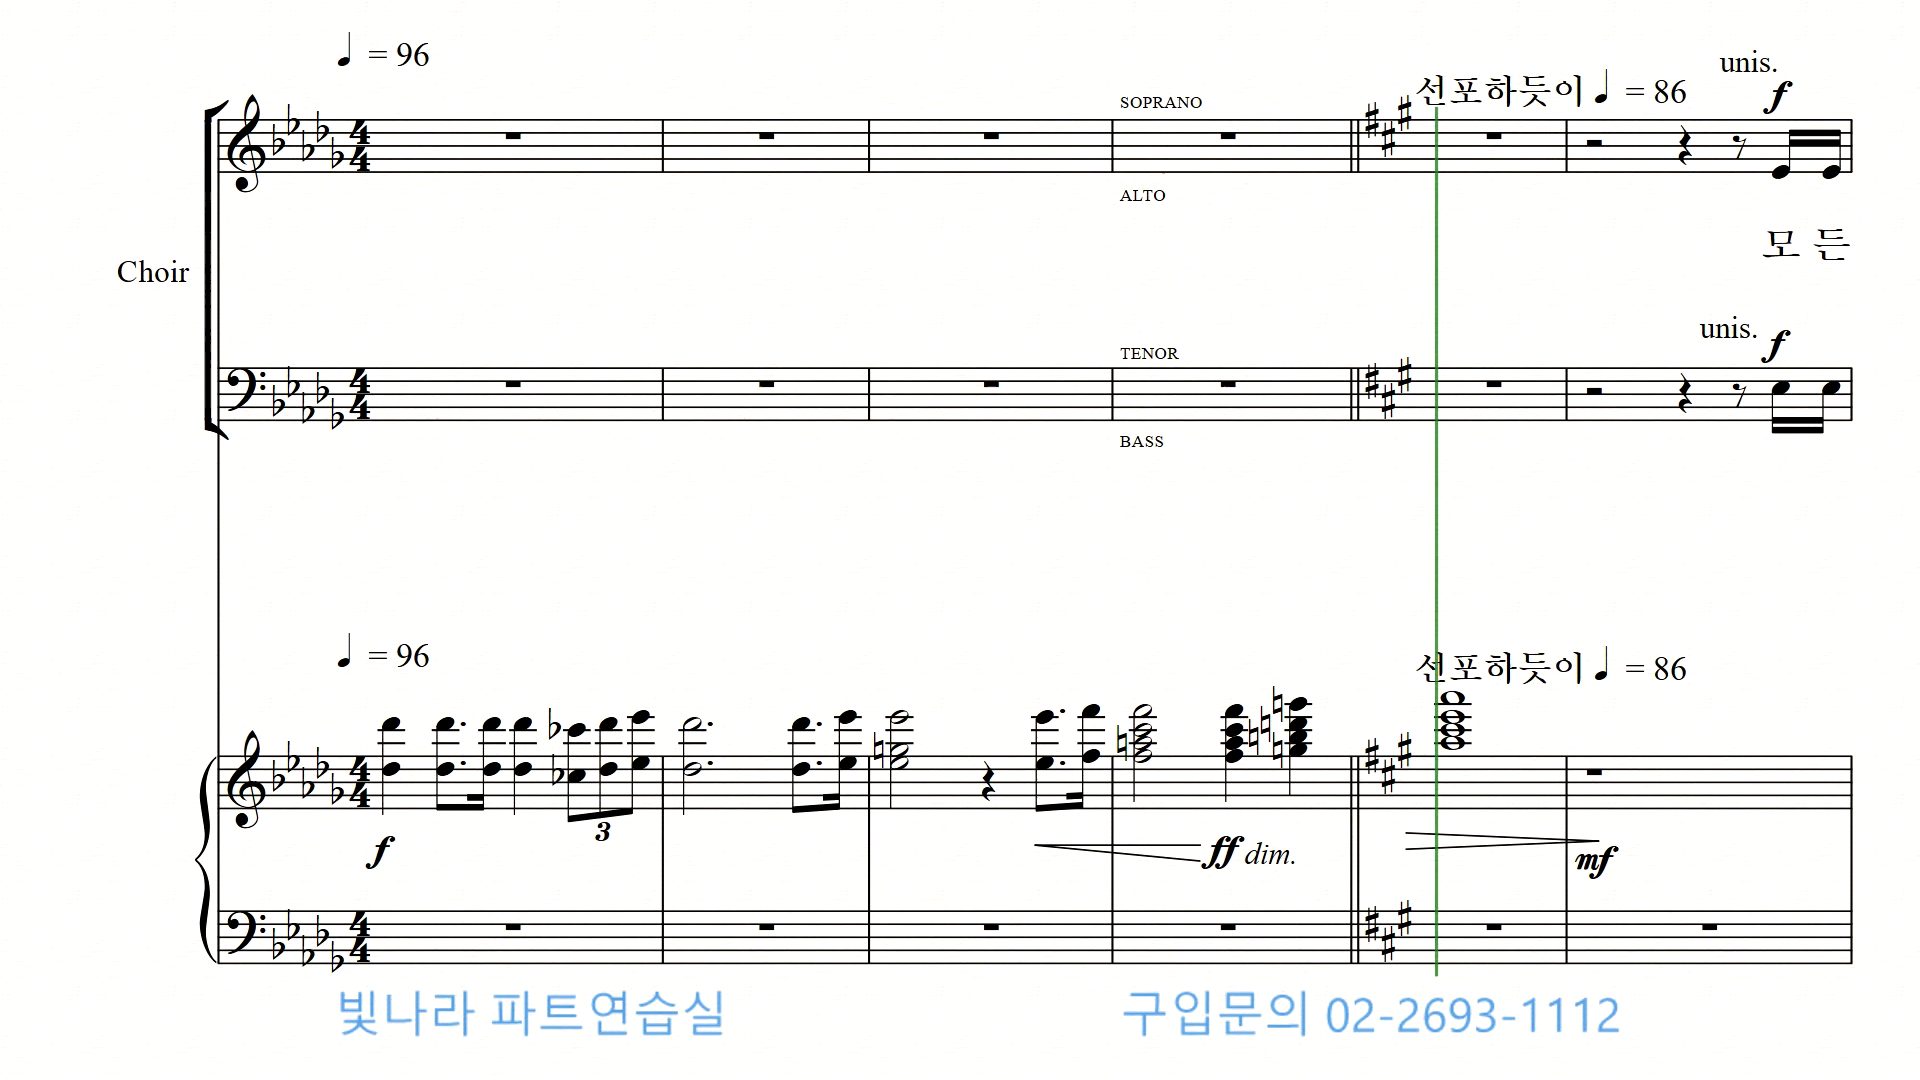 ♩ = 96
unis.
선포하듯이 ♩ = 86
f
SOPRANO
ALTO
모 든
Choir
unis.
f
TENOR
BASS
♩ = 96
선포하듯이 ♩ = 86
3
f
ff dim.
mf
빛나라 파트연습실
구입문의 02-2693-1112